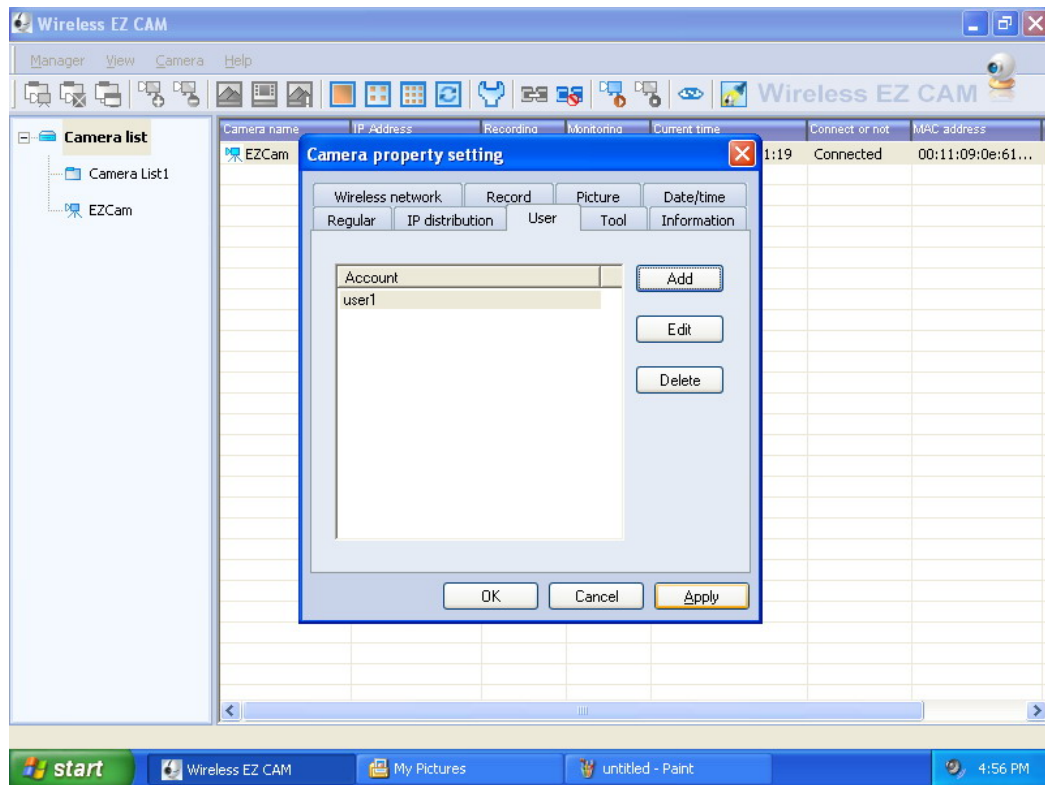 Wireless EZ CAM
Manager View Camera Help
Wireless EZ CAM
Camera list
Camera List1
EZCam
Camera name IP Address Recording Monitoring Current time Connect or not MAC address
EZCam 1:19 Connected 00:11:09:0e:61...
Camera property setting
Wireless network Record Picture Date/time
Regular IP distribution User Tool Information
Account
user1
Add
Edit
Delete
OK Cancel Apply
start Wireless EZ CAM My Pictures untitled - Paint 4:56 PM